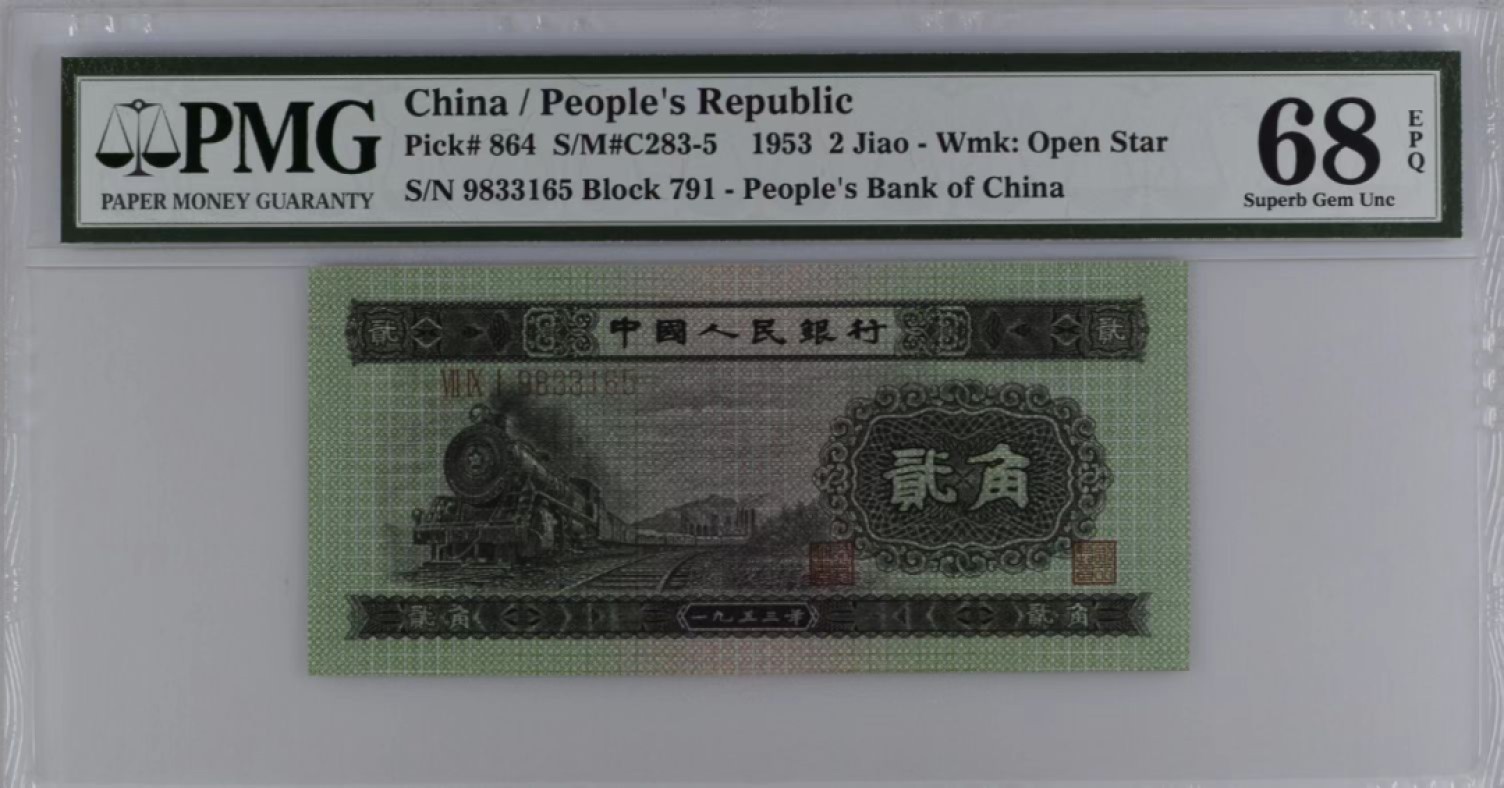 PMG
PAPER MONEY GUARANTY
China / People's Republic
Pick# 864 S/M#C283-5 1953 2 Jiao - Wmk: Open Star
S/N 9833165 Block 791 - People's Bank of China
68
EPQ
Superb Gem Unc
貳 中國人民銀行 貳
ⅦⅨⅠ 9833165
貳角
貳角 一九五三年 貳角